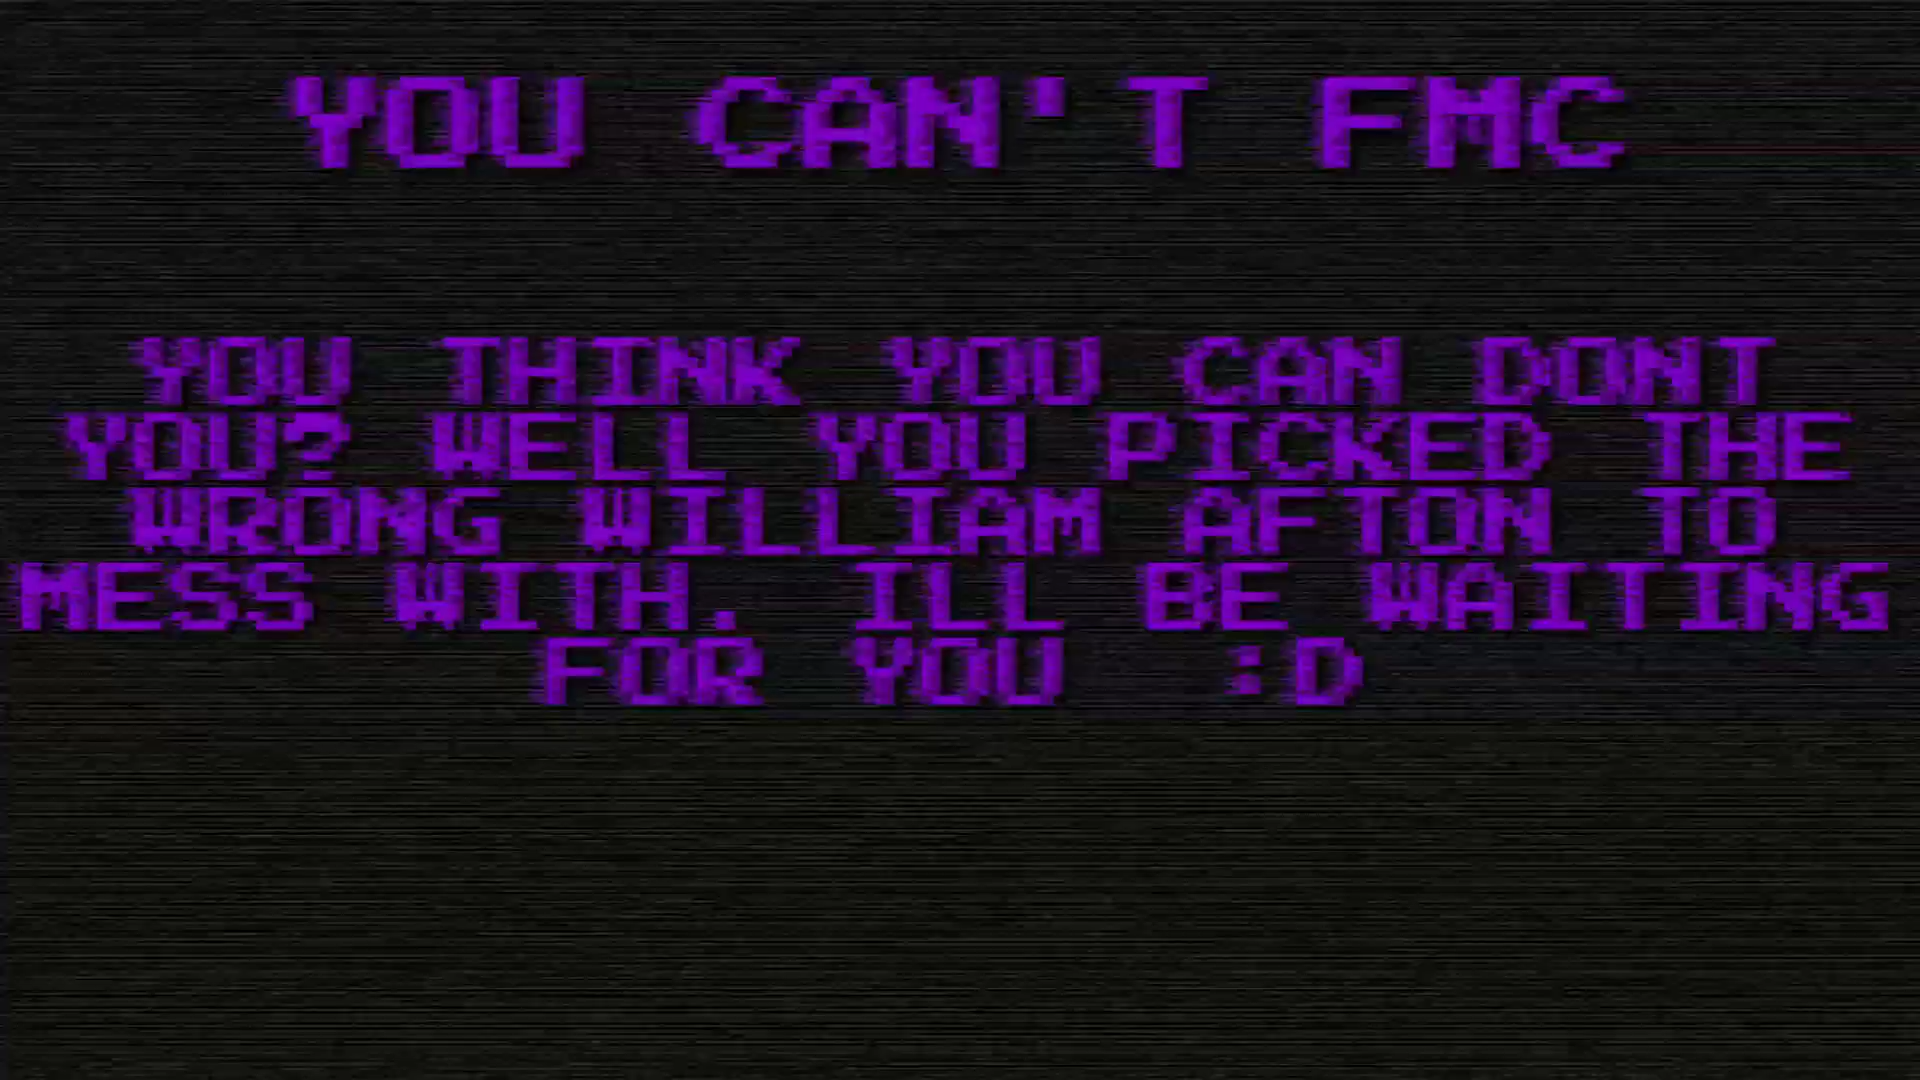 YOU CAN'T FMC
YOU THINK YOU CAN DONT
YOU? WELL YOU PICKED THE
WRONG WILLIAM AFTON TO
MESS WITH. ILL BE WAITING
FOR YOU :D